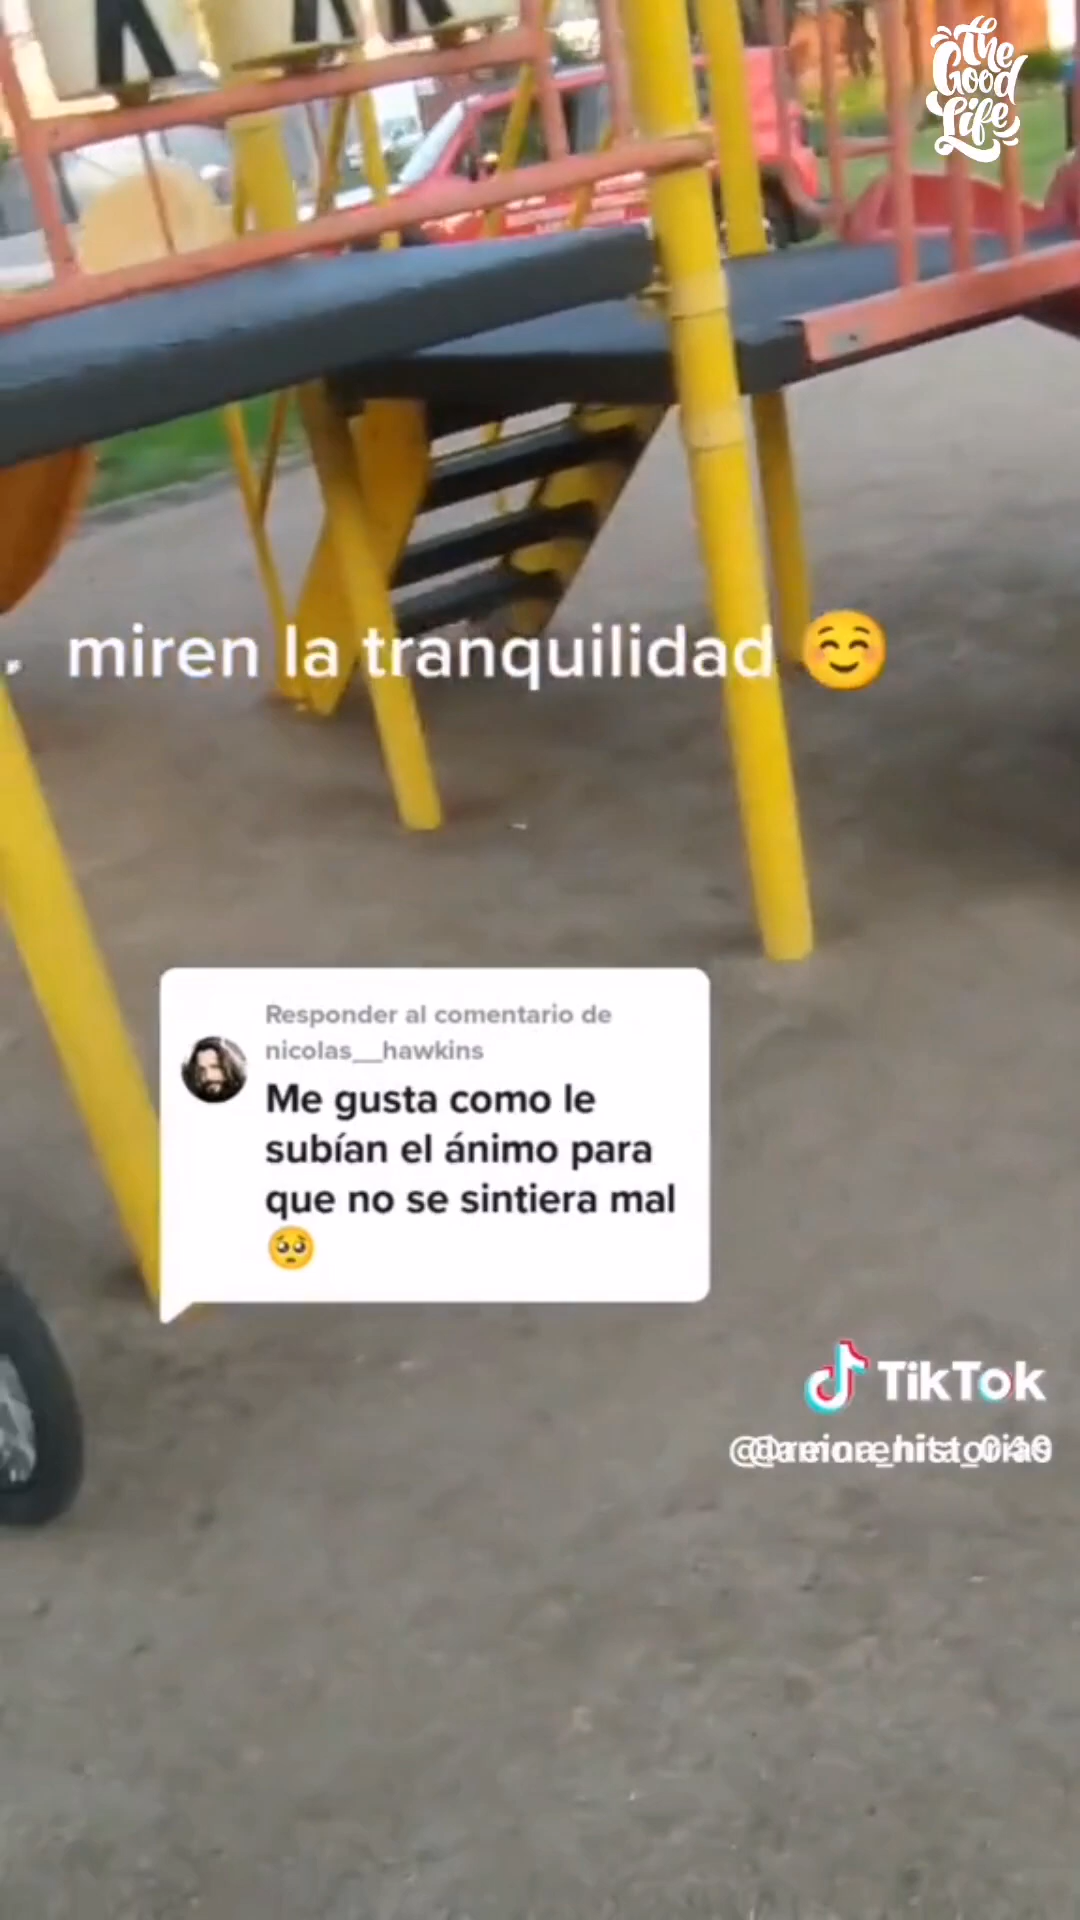 The
Good
Life
miren la tranquilidad ☺️
Responder al comentario de
nicolas__hawkins
Me gusta como le
subían el ánimo para
que no se sintiera mal
🥺
TikTok